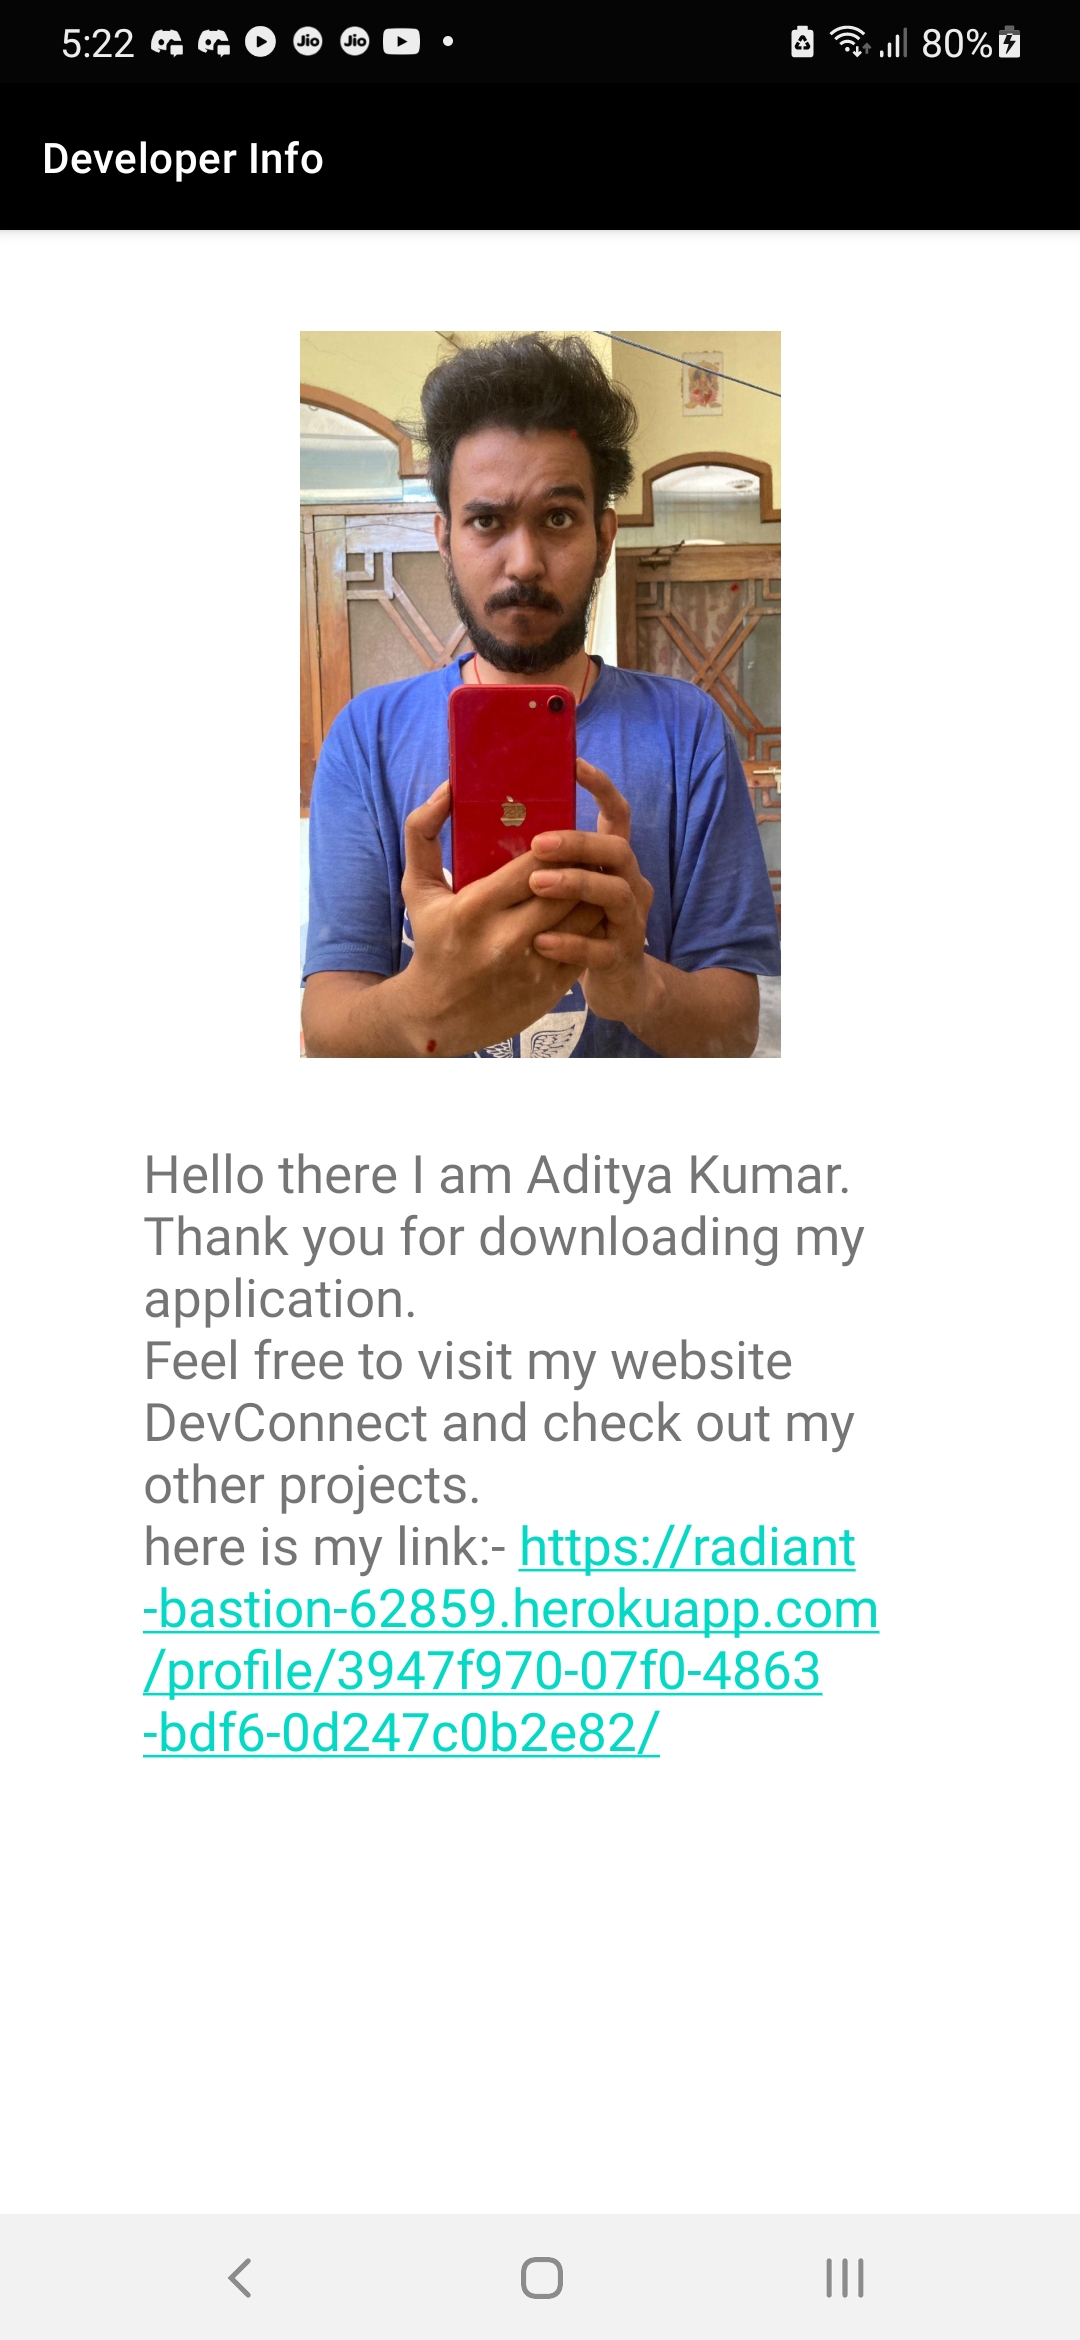 5:22 Jio Jio 80%
Developer Info
Hello there I am Aditya Kumar.
Thank you for downloading my
application.
Feel free to visit my website
DevConnect and check out my
other projects.
here is my link:- https://radiant
-bastion-62859.herokuapp.com
/profile/3947f970-07f0-4863
-bdf6-0d247c0b2e82/